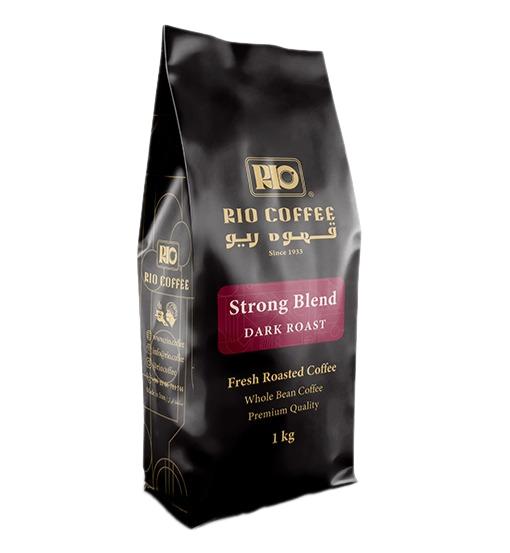 RIO
®
RIO COFFEE
قهوه ریو
Since 1933
Strong Blend
DARK ROAST
Fresh Roasted Coffee
Whole Bean Coffee
Premium Quality
1 kg
RIO
RIO COFFEE